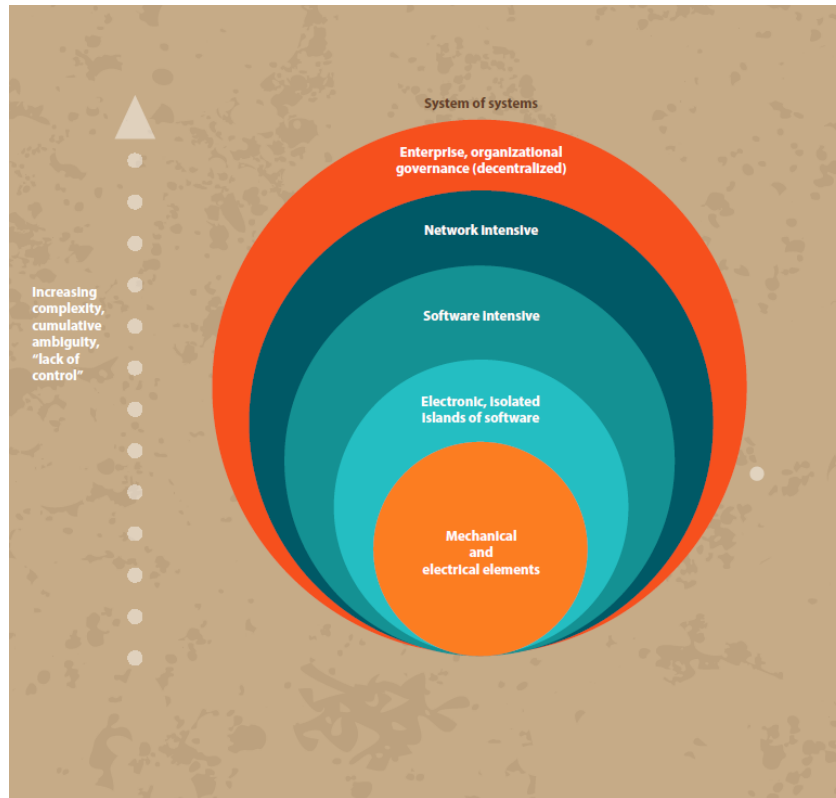 System of systems
Enterprise, organizational
governance (decentralized)
Network intensive
Software intensive
Increasing
complexity,
cumulative
ambiguity,
“lack of
control”
Electronic, isolated
islands of software
Mechanical
and
electrical elements